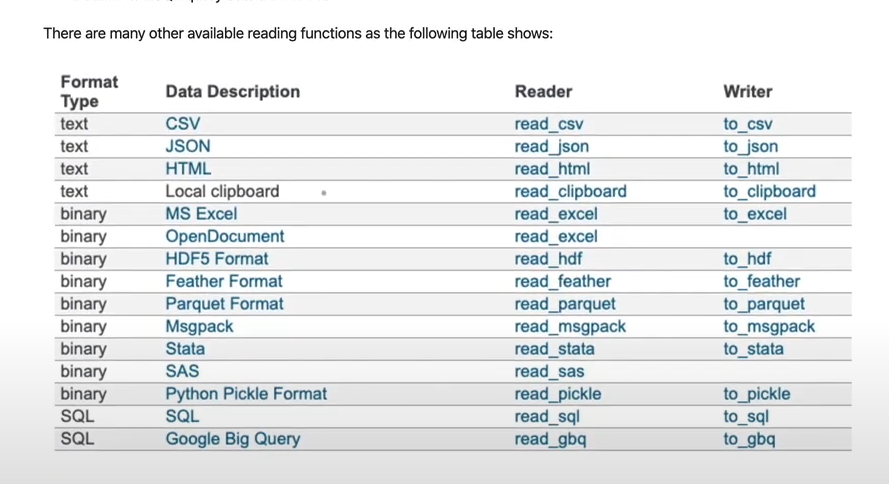 There are many other available reading functions as the following table shows:
Format Type Data Description Reader Writer
text CSV read_csv to_csv
text JSON read_json to_json
text HTML read_html to_html
text Local clipboard read_clipboard to_clipboard
binary MS Excel read_excel to_excel
binary OpenDocument read_excel
binary HDF5 Format read_hdf to_hdf
binary Feather Format read_feather to_feather
binary Parquet Format read_parquet to_parquet
binary Msgpack read_msgpack to_msgpack
binary Stata read_stata to_stata
binary SAS read_sas
binary Python Pickle Format read_pickle to_pickle
SQL SQL read_sql to_sql
SQL Google Big Query read_gbq to_gbq